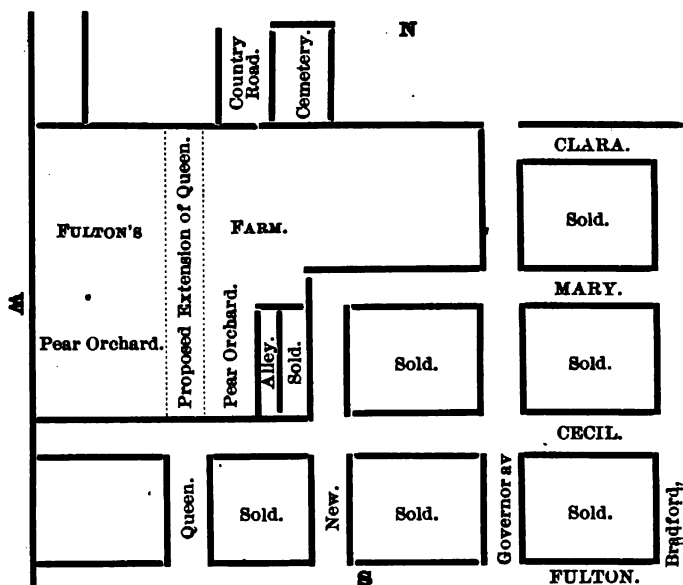 N
Country
Road.
Cemetery.
CLARA.
FULTON'S
Proposed Extension of Queen.
FARM.
Sold.
W
MARY.
Pear Orchard.
Pear Orchard.
Alley.
Sold.
Sold.
Sold.
CECIL.
Queen.
Sold.
New.
Sold.
Governor av
Sold.
Bradford,
S
FULTON.